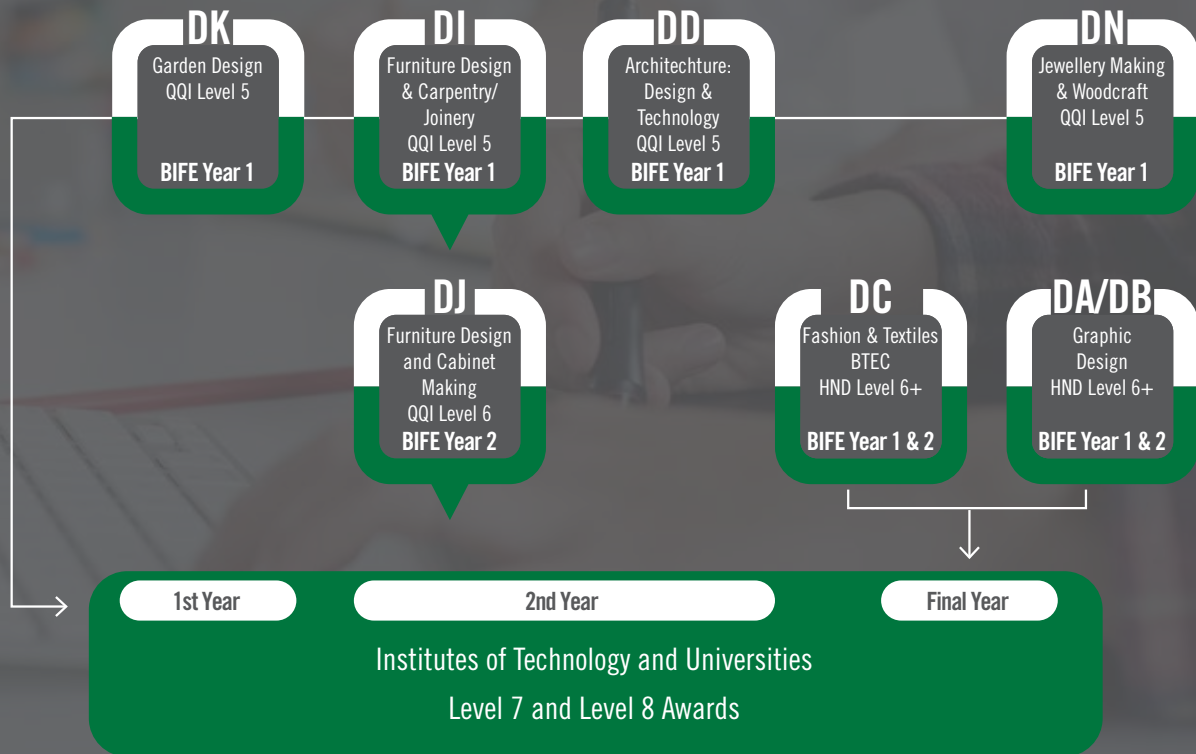 DK
Garden Design
QQI Level 5
BIFE Year 1
DI
Furniture Design
& Carpentry/
Joinery
QQI Level 5
BIFE Year 1
DD
Architechture:
Design &
Technology
QQI Level 5
BIFE Year 1
DN
Jewellery Making
& Woodcraft
QQI Level 5
BIFE Year 1
DJ
Furniture Design
and Cabinet
Making
QQI Level 6
BIFE Year 2
DC
Fashion & Textiles
BTEC
HND Level 6+
BIFE Year 1 & 2
DA/DB
Graphic
Design
HND Level 6+
BIFE Year 1 & 2
1st Year
2nd Year
Final Year
Institutes of Technology and Universities
Level 7 and Level 8 Awards